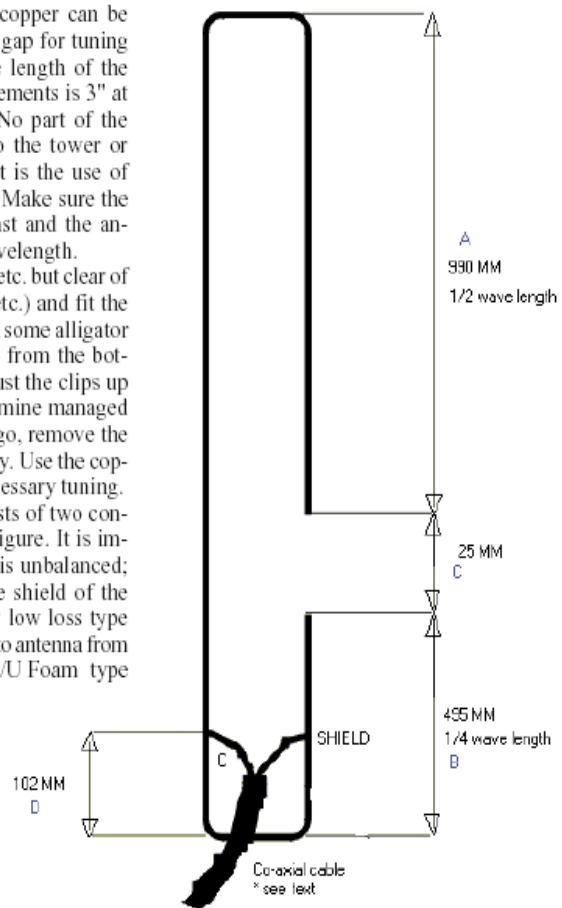 copper can be
gap for tuning
length of the
ements is 3" at
No part of the
the tower or
t is the use of
Make sure the
st and the an-
velength.
etc. but clear of
etc.) and fit the
some alligator
from the bot-
ust the clips up
mine managed
go, remove the
y. Use the cop-
essary tuning.
sts of two con-
igure. It is im-
is unbalanced;
e shield of the
low loss type
to antenna from
/U Foam type
A
990 MM
1/2 wave length
25 MM
C
495 MM
1/4 wave length
B
SHIELD
C
102 MM
D
Co-axial cable
* see text